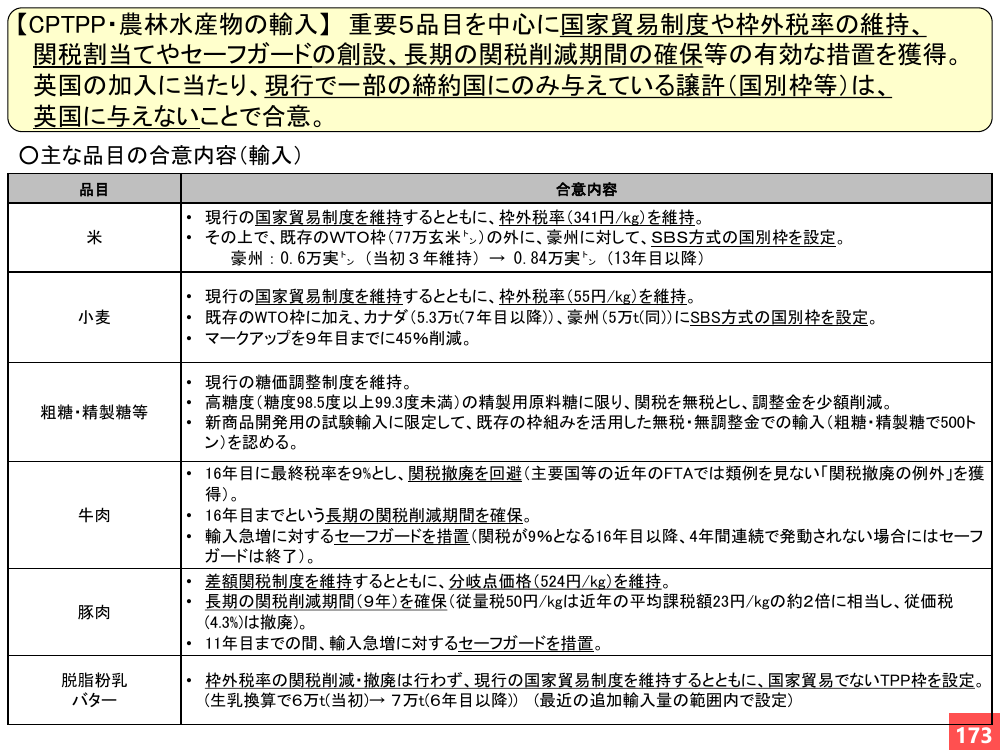 【CPTPP・農林水産物の輸入】 重要５品目を中心に国家貿易制度や枠外税率の維持、
関税割当てやセーフガードの創設、長期の関税削減期間の確保等の有効な措置を獲得。
英国の加入に当たり、現行で一部の締約国にのみ与えている譲許（国別枠等）は、
英国に与えないことで合意。
〇主な品目の合意内容（輸入）
品目 合意内容
米
• 現行の国家貿易制度を維持するとともに、枠外税率（341円/kg）を維持。
• その上で、既存のWTO枠（77万玄米㌧）の外に、豪州に対して、ＳＢＳ方式の国別枠を設定。
豪州：0.6万実㌧（当初３年維持）→ 0.84万実㌧（13年目以降）
小麦
• 現行の国家貿易制度を維持するとともに、枠外税率（55円/kg）を維持。
• 既存のWTO枠に加え、カナダ（5.3万t(７年目以降)）、豪州（5万t(同)）にSBS方式の国別枠を設定。
• マークアップを９年目までに45％削減。
粗糖・精製糖等
• 現行の糖価調整制度を維持。
• 高糖度（糖度98.5度以上99.3度未満）の精製用原料糖に限り、関税を無税とし、調整金を少額削減。
• 新商品開発用の試験輸入に限定して、既存の枠組みを活用した無税・無調整金での輸入（粗糖・精製糖で500ト
ン）を認める。
牛肉
• 16年目に最終税率を９%とし、関税撤廃を回避（主要国等の近年のFTAでは類例を見ない「関税撤廃の例外」を獲
得）。
• 16年目までという長期の関税削減期間を確保。
• 輸入急増に対するセーフガードを措置（関税が９％となる16年目以降、4年間連続で発動されない場合にはセーフ
ガードは終了）。
豚肉
• 差額関税制度を維持するとともに、分岐点価格（524円/kg）を維持。
• 長期の関税削減期間（９年）を確保（従量税50円/kgは近年の平均課税額23円/kgの約２倍に相当し、従価税
(4.3%)は撤廃）。
• 11年目までの間、輸入急増に対するセーフガードを措置。
脱脂粉乳
バター
• 枠外税率の関税削減・撤廃は行わず、現行の国家貿易制度を維持するとともに、国家貿易でないTPP枠を設定。
（生乳換算で６万t(当初)→ ７万t(６年目以降)） （最近の追加輸入量の範囲内で設定）
173